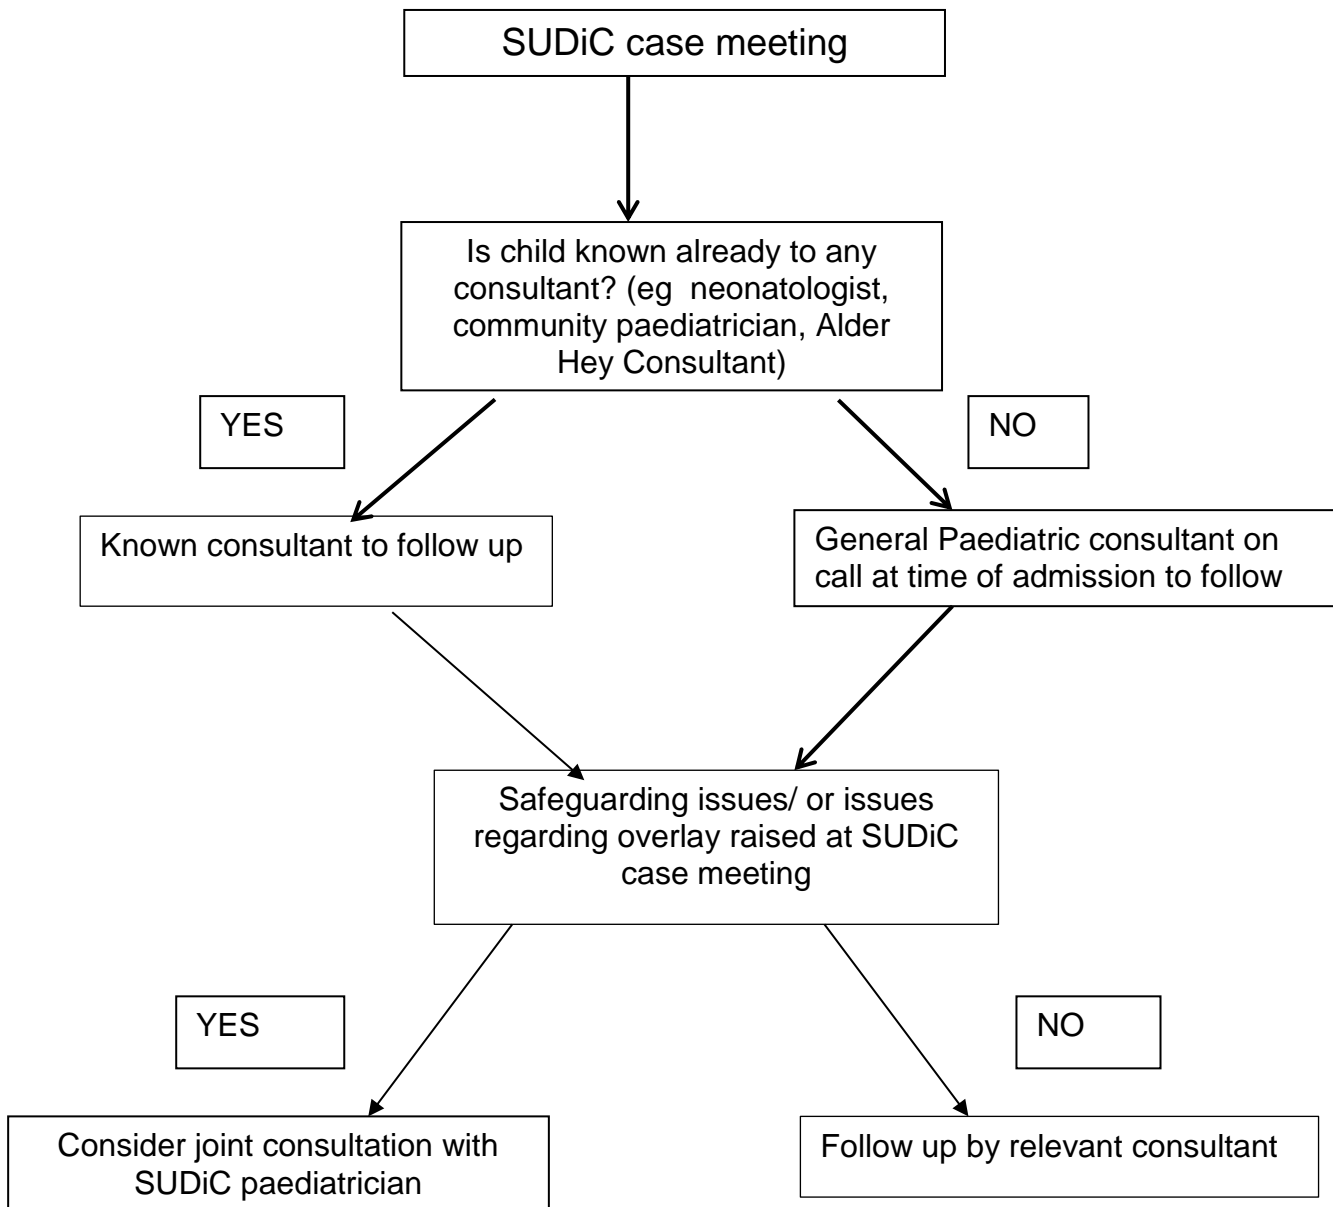 SUDiC case meeting
Is child known already to any
consultant? (eg neonatologist,
community paediatrician, Alder
Hey Consultant)
YES
NO
Known consultant to follow up
General Paediatric consultant on
call at time of admission to follow
Safeguarding issues/ or issues
regarding overlay raised at SUDiC
case meeting
YES
NO
Consider joint consultation with
SUDiC paediatrician
Follow up by relevant consultant